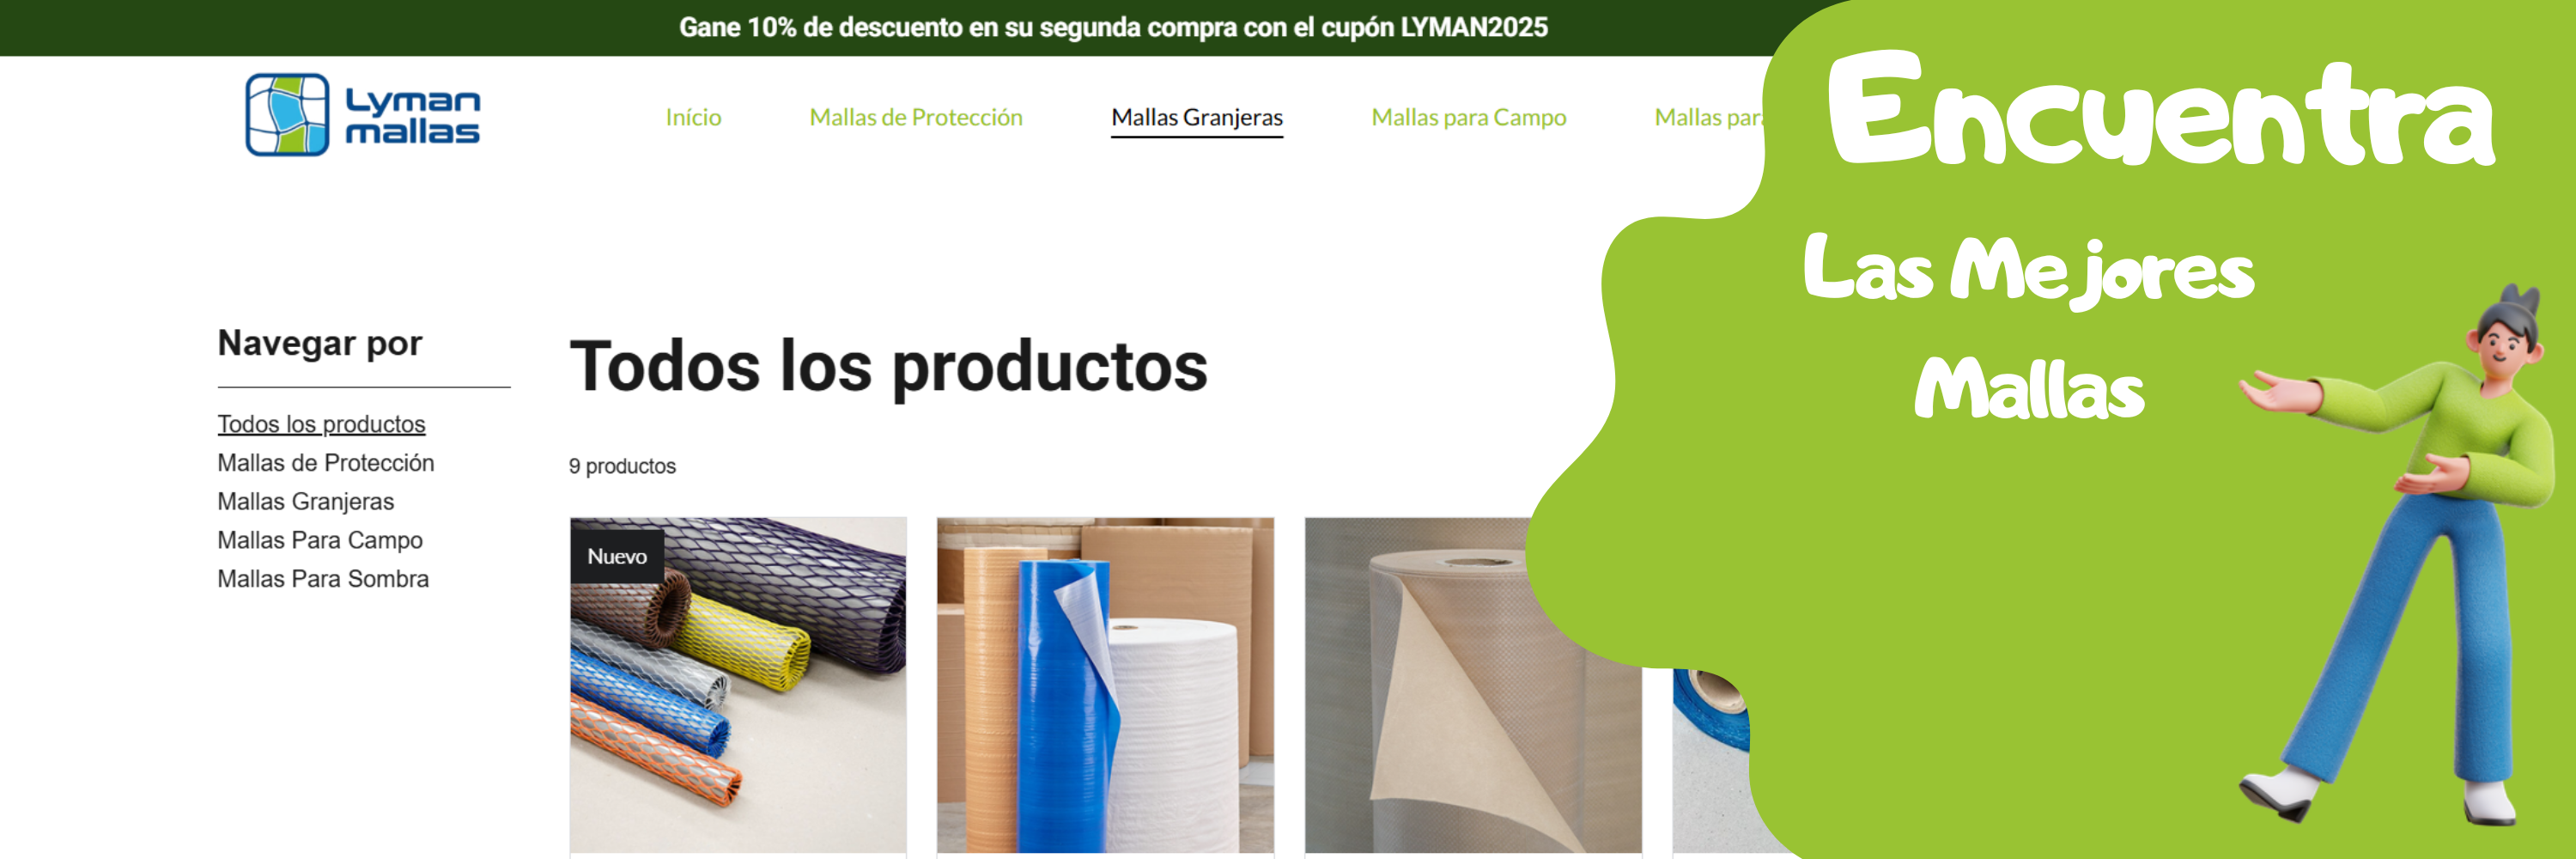 Gane 10% de descuento en su segunda compra con el cupón LYMAN2025
Lyman
mallas
Início
Mallas de Protección
Mallas Granjeras
Mallas para Campo
Mallas par
Encuentra
Las Mejores
Mallas
Navegar por
Todos los productos
Mallas de Protección
Mallas Granjeras
Mallas Para Campo
Mallas Para Sombra
Todos los productos
9 productos
Nuevo